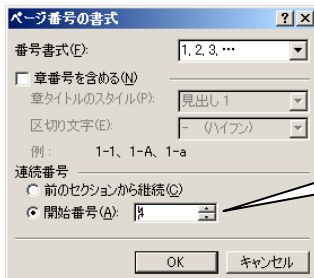 ページ番号の書式
番号書式(F): 1, 2, 3, …
章番号を含める(N)
章タイトルのスタイル(P): 見出し 1
区切り文字(E): - (ハイフン)
例: 1-1、1-A、1-a
連続番号
前のセクションから継続(C)
開始番号(A):
OK キャンセル